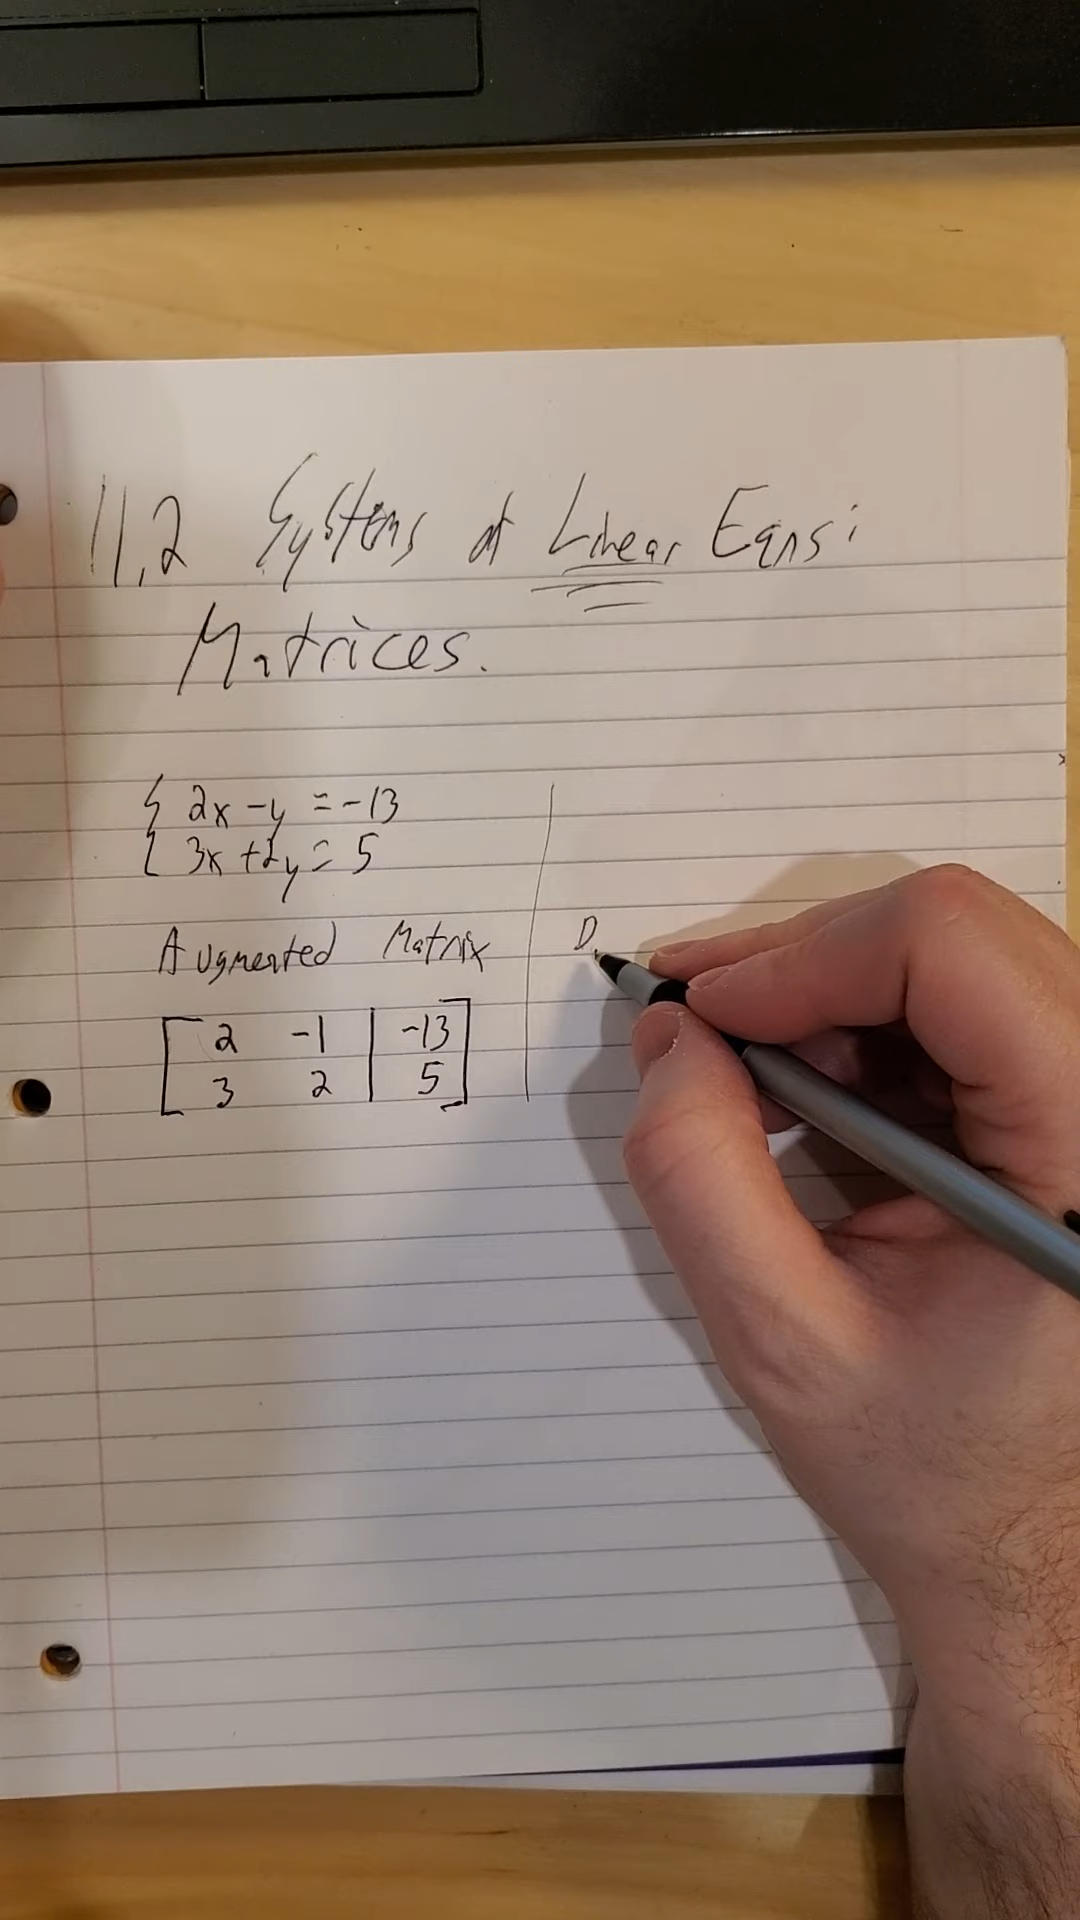 11.2 Systems of Linear Eqns:
Matrices.
{ 2x - y = -13
{ 3x + 2y = 5
Augmented Matrix
[ 2 -1 | -13 ]
[ 3 2 | 5 ]
D